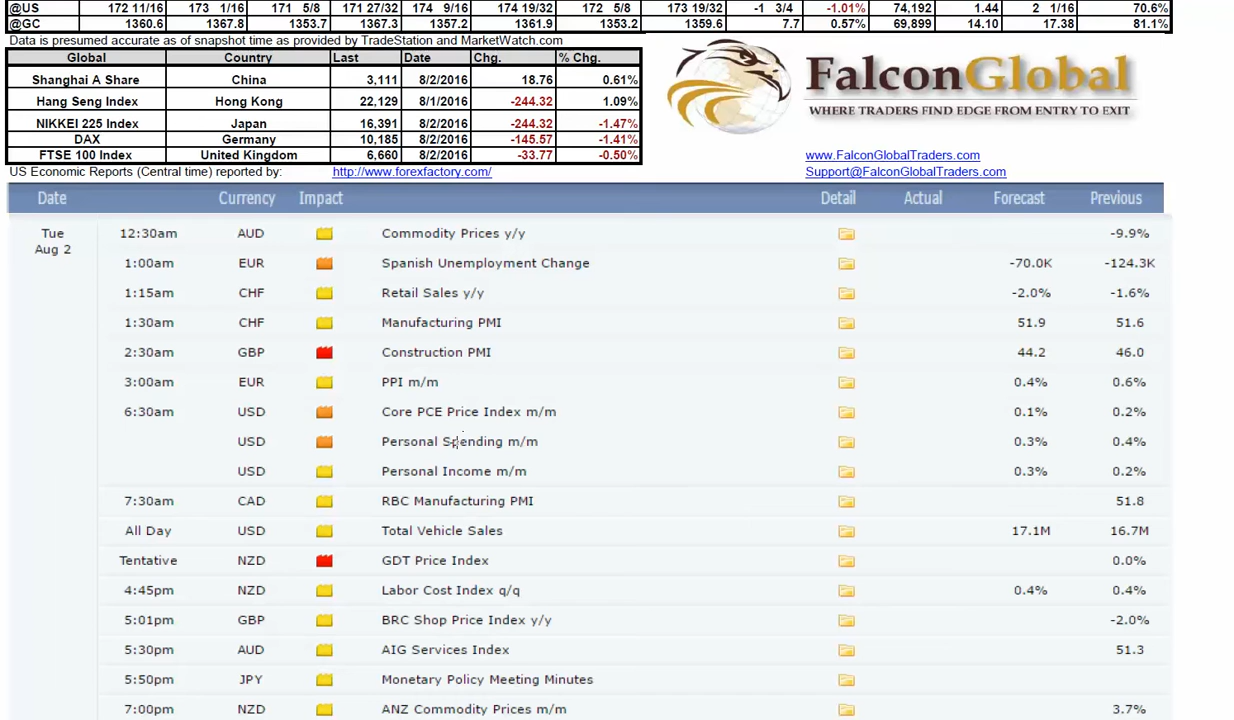 @US 172 11/16 173 1/16 171 5/8 171 27/32 174 9/16 174 19/32 172 5/8 173 19/32 -1 3/4 -1.01% 74,192 1.44 2 1/16 70.6%
@GC 1360.6 1367.8 1353.7 1367.3 1357.2 1361.9 1353.2 1359.6 7.7 0.57% 69,899 14.10 17.38 81.1%
Data is presumed accurate as of snapshot time as provided by TradeStation and MarketWatch.com
Global Country Last Date Chg. % Chg.
Shanghai A Share China 3,111 8/2/2016 18.76 0.61%
Hang Seng Index Hong Kong 22,129 8/1/2016 -244.32 1.09%
NIKKEI 225 Index Japan 16,391 8/2/2016 -244.32 -1.47%
DAX Germany 10,185 8/2/2016 -145.57 -1.41%
FTSE 100 Index United Kingdom 6,660 8/2/2016 -33.77 -0.50%
FalconGlobal
WHERE TRADERS FIND EDGE FROM ENTRY TO EXIT
www.FalconGlobalTraders.com
US Economic Reports (Central time) reported by: http://www.forexfactory.com/ Support@FalconGlobalTraders.com
Date Currency Impact Detail Actual Forecast Previous
Tue 12:30am AUD Commodity Prices y/y -9.9%
Aug 2
1:00am EUR Spanish Unemployment Change -70.0K -124.3K
1:15am CHF Retail Sales y/y -2.0% -1.6%
1:30am CHF Manufacturing PMI 51.9 51.6
2:30am GBP Construction PMI 44.2 46.0
3:00am EUR PPI m/m 0.4% 0.6%
6:30am USD Core PCE Price Index m/m 0.1% 0.2%
USD Personal Spending m/m 0.3% 0.4%
USD Personal Income m/m 0.3% 0.2%
7:30am CAD RBC Manufacturing PMI 51.8
All Day USD Total Vehicle Sales 17.1M 16.7M
Tentative NZD GDT Price Index 0.0%
4:45pm NZD Labor Cost Index q/q 0.4% 0.4%
5:01pm GBP BRC Shop Price Index y/y -2.0%
5:30pm AUD AIG Services Index 51.3
5:50pm JPY Monetary Policy Meeting Minutes
7:00pm NZD ANZ Commodity Prices m/m 3.7%